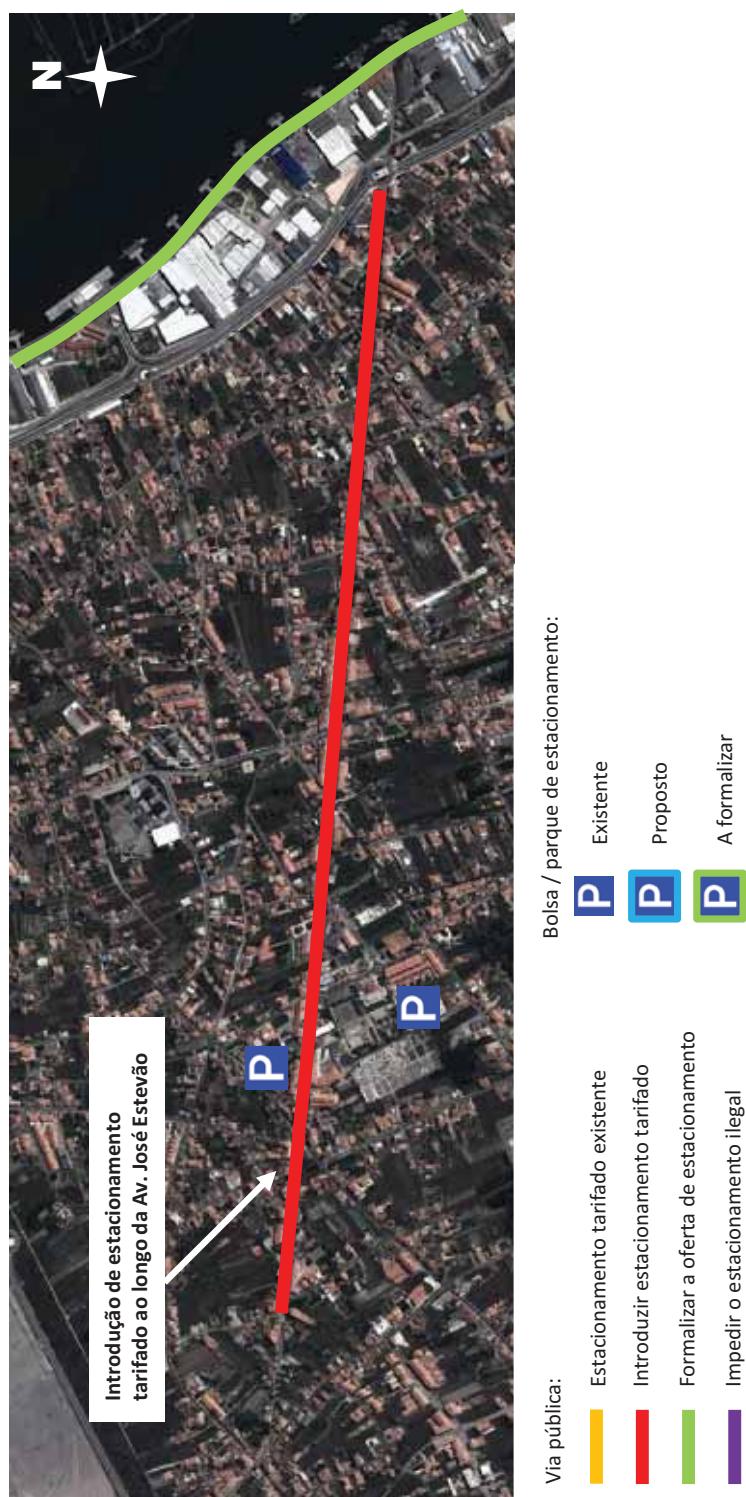 N
Introdução de estacionamento
tarifado ao longo da Av. José Estevão
P
P
Via pública:
Estacionamento tarifado existente
Introduzir estacionamento tarifado
Formalizar a oferta de estacionamento
Impedir o estacionamento ilegal
Bolsa / parque de estacionamento:
P Existente
P Proposto
P A formalizar